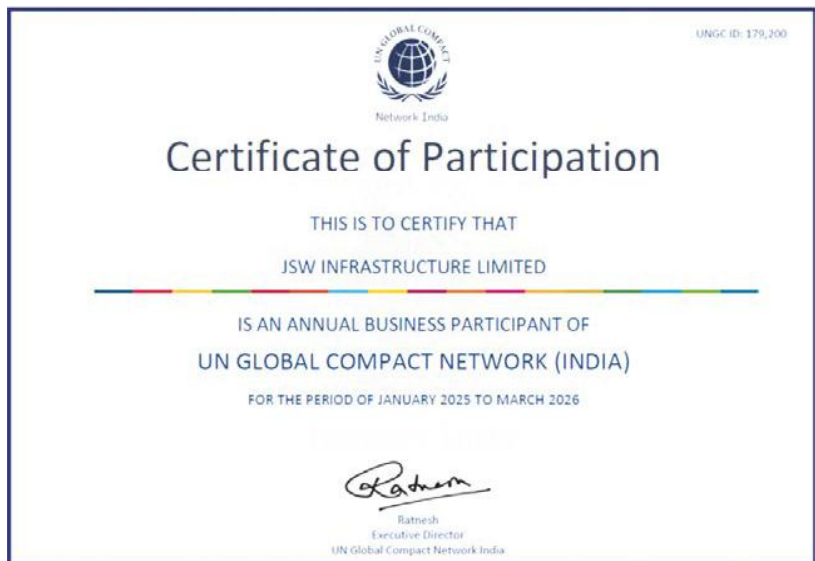 UNGC ID: 179,200
UN GLOBAL COMPACT
Network India
Certificate of Participation
THIS IS TO CERTIFY THAT
JSW INFRASTRUCTURE LIMITED
IS AN ANNUAL BUSINESS PARTICIPANT OF
UN GLOBAL COMPACT NETWORK (INDIA)
FOR THE PERIOD OF JANUARY 2025 TO MARCH 2026
Ratnesh
Ratnesh
Executive Director
UN Global Compact Network India